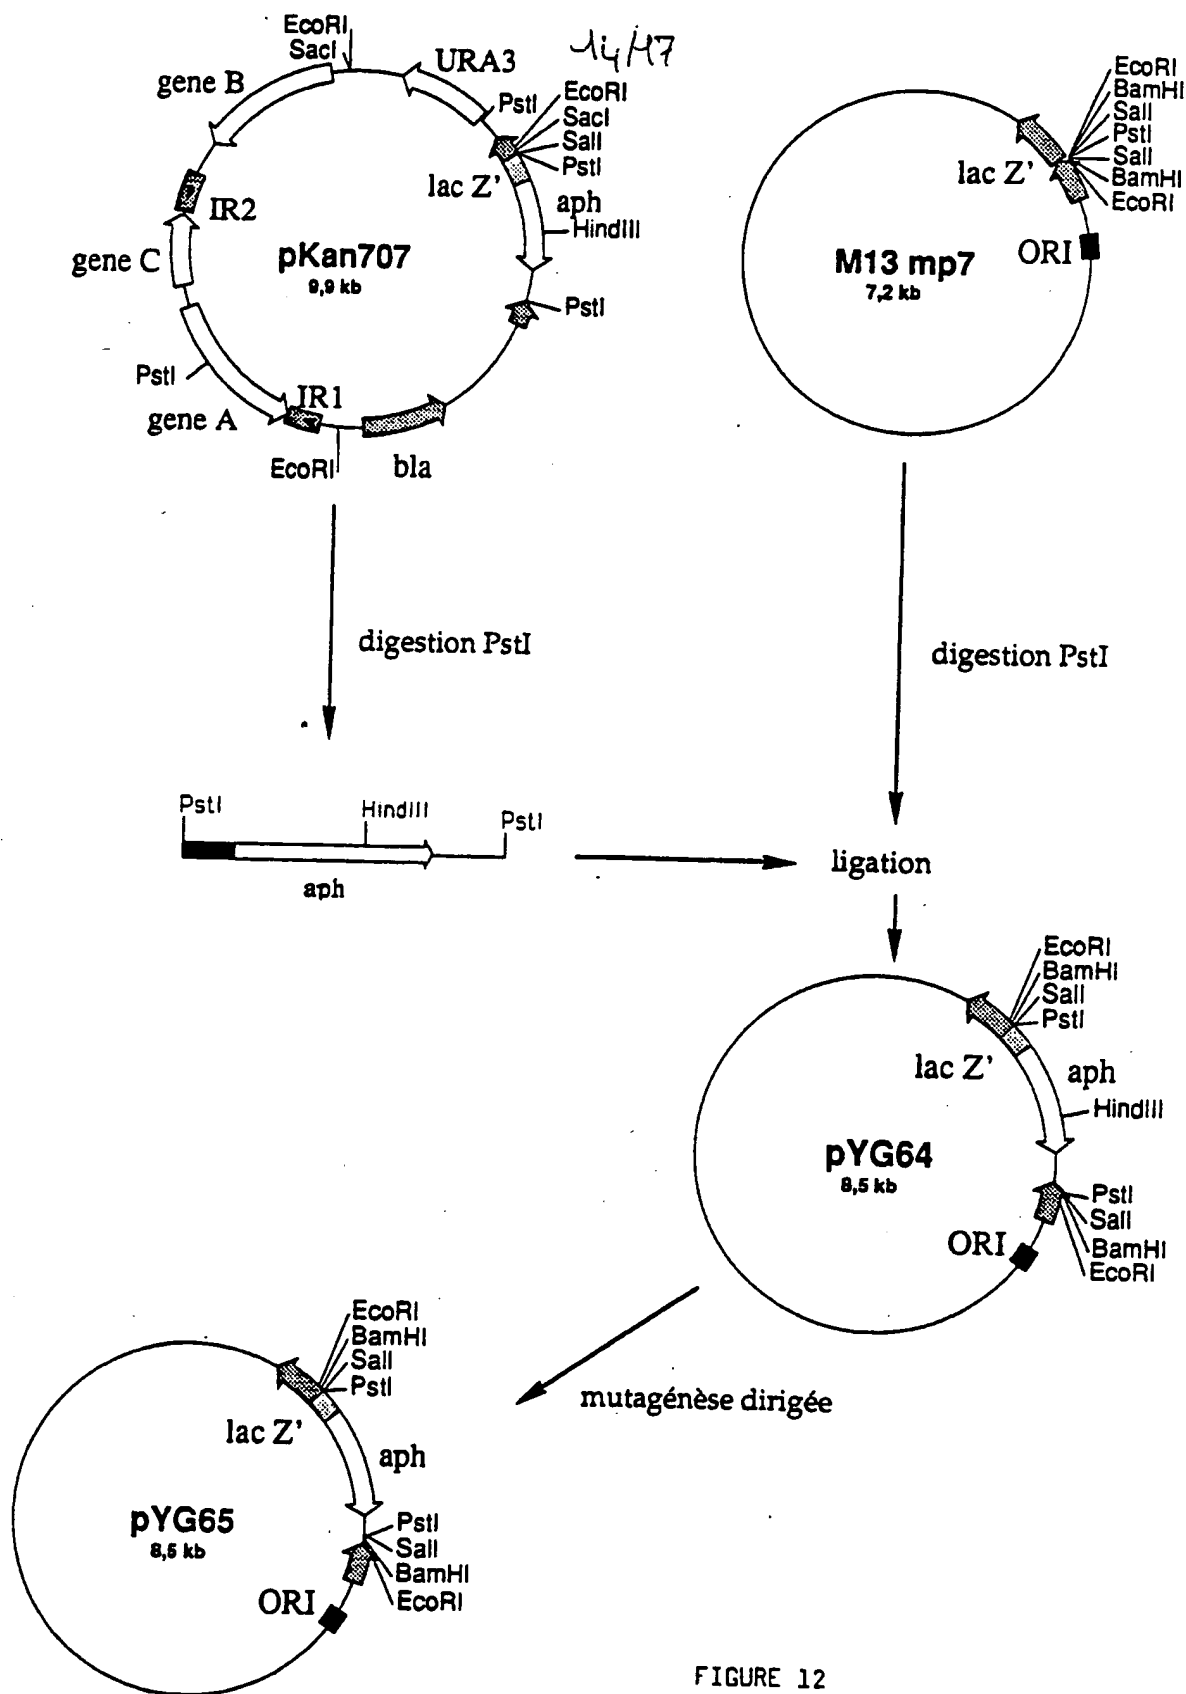 14/17
EcoRI
SacI
gene B
URA3
PstI
EcoRI
SacI
SalI
PstI
lac Z'
aph
HindIII
IR2
gene C
pKan707
9,9 kb
PstI
PstI
IR1
gene A
EcoRI
bla
EcoRI
BamHI
SalI
PstI
SalI
BamHI
EcoRI
lac Z'
ORI
M13 mp7
7,2 kb
digestion PstI
digestion PstI
PstI
HindIII
PstI
aph
ligation
EcoRI
BamHI
SalI
PstI
lac Z'
aph
HindIII
pYG64
8,5 kb
PstI
SalI
BamHI
EcoRI
ORI
mutagénèse dirigée
EcoRI
BamHI
SalI
PstI
lac Z'
aph
pYG65
8,5 kb
PstI
SalI
BamHI
EcoRI
ORI
FIGURE 12